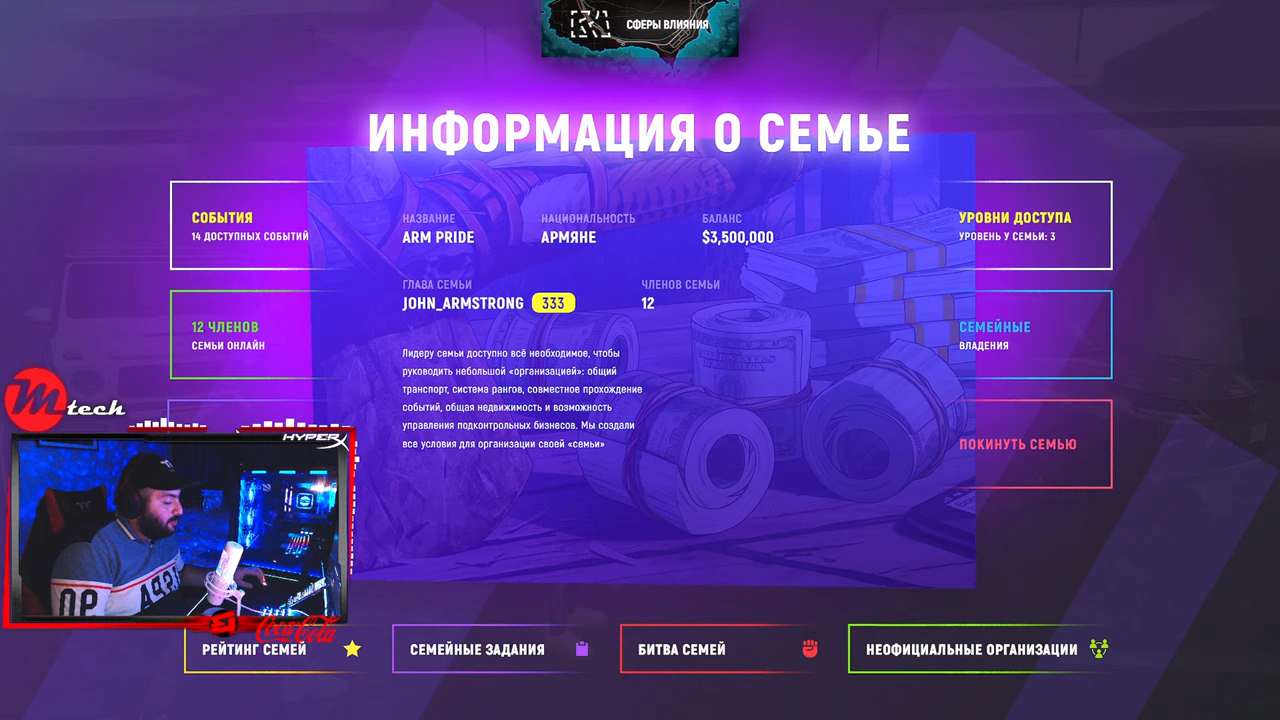 СФЕРЫ ВЛИЯНИЯ
ИНФОРМАЦИЯ О СЕМЬЕ
СОБЫТИЯ
14 ДОСТУПНЫХ СОБЫТИЙ
НАЗВАНИЕ
ARM PRIDE
НАЦИОНАЛЬНОСТЬ
АРМЯНЕ
БАЛАНС
$3,500,000
УРОВНИ ДОСТУПА
УРОВЕНЬ У СЕМЬИ: 3
ГЛАВА СЕМЬИ
JOHN_ARMSTRONG 333
ЧЛЕНОВ СЕМЬИ
12
12 ЧЛЕНОВ
СЕМЬИ ОНЛАЙН
СЕМЕЙНЫЕ
ВЛАДЕНИЯ
Лидеру семьи доступно всё необходимое, чтобы
руководить небольшой «организацией»: общий
транспорт, система рангов, совместное прохождение
событий, общая недвижимость и возможность
управления подконтрольных бизнесов. Мы создали
все условия для организации своей «семьи»
ПОКИНУТЬ СЕМЬЮ
Mtech
HYPERX
Coca-Cola
РЕЙТИНГ СЕМЕЙ
СЕМЕЙНЫЕ ЗАДАНИЯ
БИТВА СЕМЕЙ
НЕОФИЦИАЛЬНЫЕ ОРГАНИЗАЦИИ